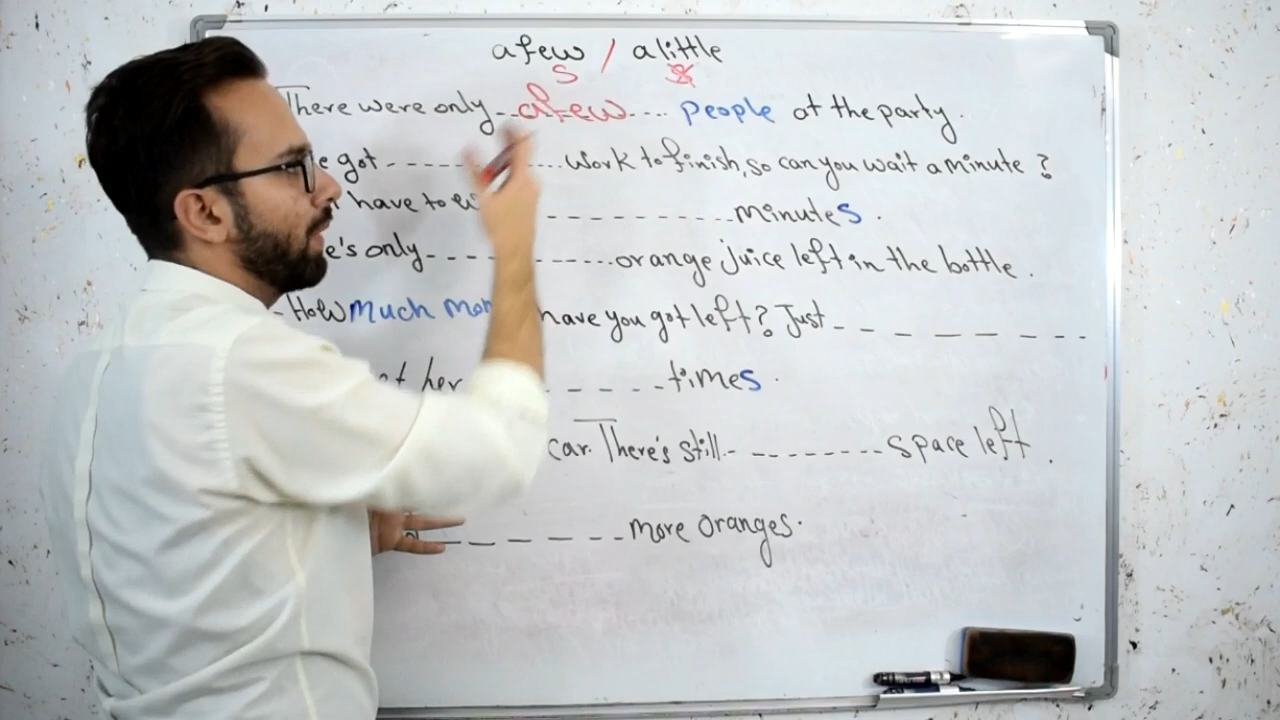 a few / a little
S S
There were only a few people at the party.
e got ---------- work to finish, so can you wait a minute ?
have to ---------- minutes .
e's only ---------- orange juice left in the bottle .
- How much have you got left? Just ----------
her ---------- times .
car. There's still ---------- space left .
---------- more oranges.